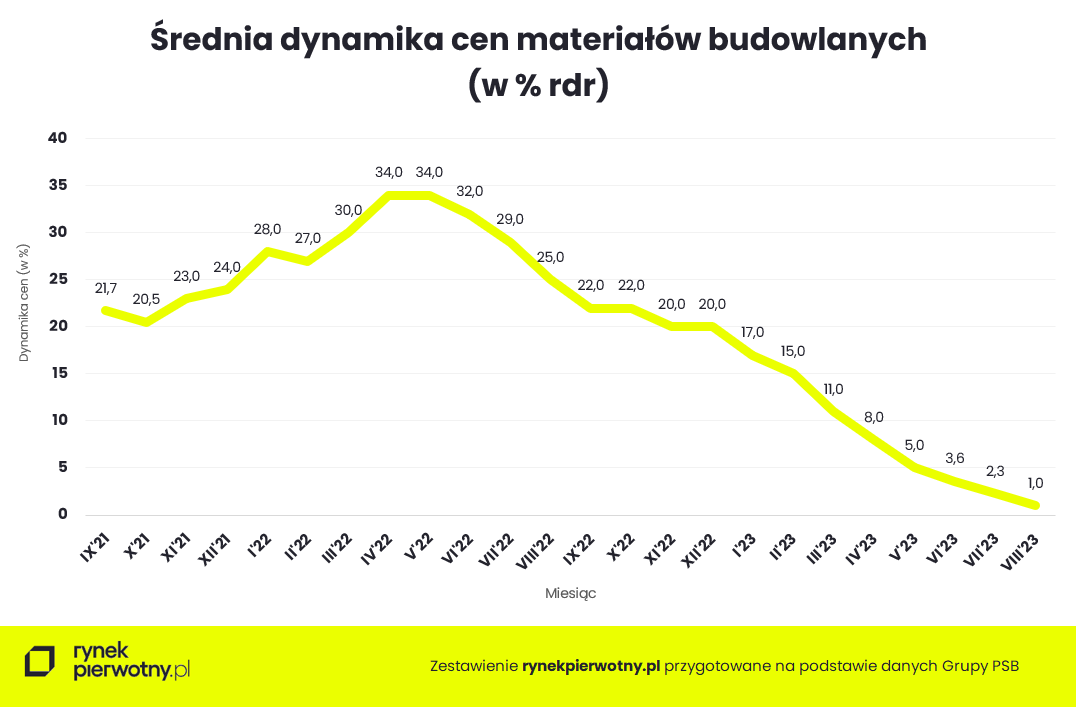 Średnia dynamika cen materiałów budowlanych
(w % rdr)
Dynamika cen (w %)
40
35
30
25
20
15
10
5
0
21,7
20,5
23,0
24,0
28,0
27,0
30,0
34,0
34,0
32,0
29,0
25,0
22,0
22,0
20,0
20,0
17,0
15,0
11,0
8,0
5,0
3,6
2,3
1,0
IX'21
X'21
XI'21
XII'21
I'22
II'22
III'22
IV'22
V'22
VI'22
VII'22
VIII'22
IX'22
X'22
XI'22
XII'22
I'23
II'23
III'23
IV'23
V'23
VI'23
VII'23
VIII'23
Miesiąc
rynek
pierwotny.pl
Zestawienie rynekpierwotny.pl przygotowane na podstawie danych Grupy PSB